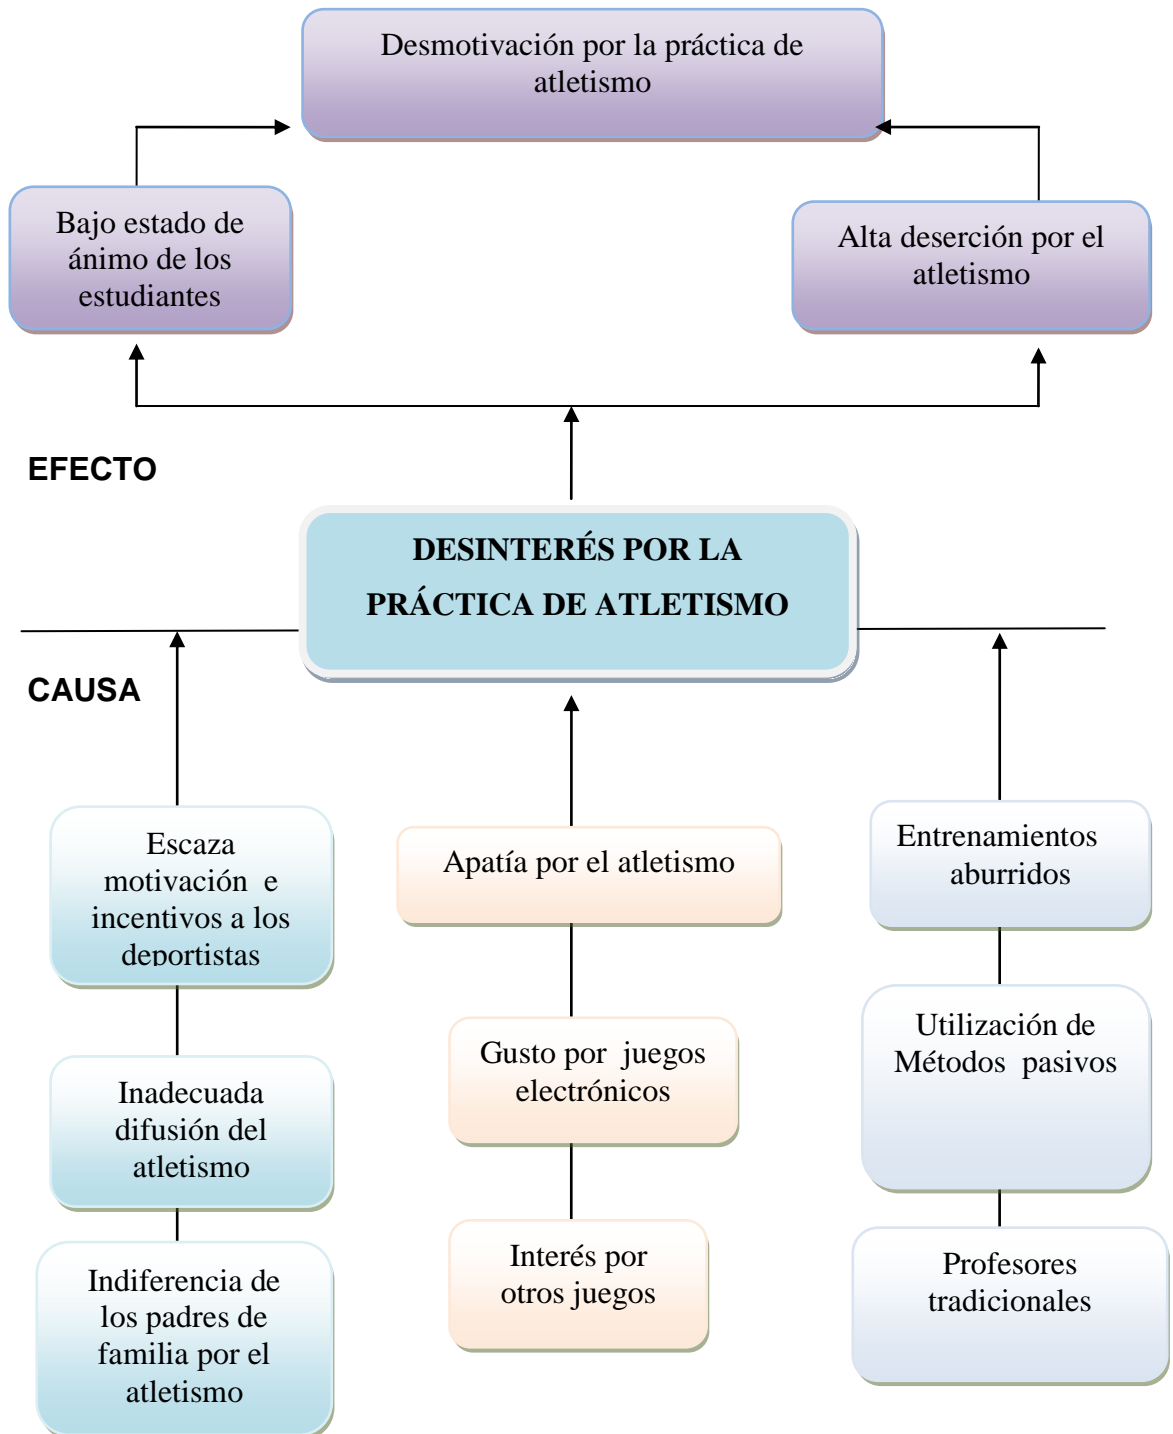 Desmotivación por la práctica de
atletismo
Bajo estado de
ánimo de los
estudiantes
Alta deserción por el
atletismo
EFECTO
DESINTERÉS POR LA
PRÁCTICA DE ATLETISMO
CAUSA
Escaza
motivación e
incentivos a los
deportistas
Apatía por el atletismo
Entrenamientos
aburridos
Inadecuada
difusión del
atletismo
Gusto por juegos
electrónicos
Utilización de
Métodos pasivos
Indiferencia de
los padres de
familia por el
atletismo
Interés por
otros juegos
Profesores
tradicionales